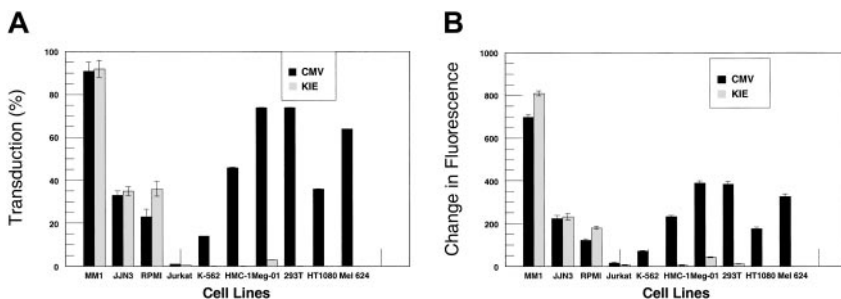 A
Transduction (%)
100
80
60
40
20
0
CMV
KIE
MM1 JJN3 RPMI Jurkat K-562 HMC-1 Meg-01 293T HT1080 Mel 624
Cell Lines
B
Change in Fluorescence
1000
800
600
400
200
0
CMV
KIE
MM1 JJN3 RPMI Jurkat K-562 HMC-1 Meg-01 293T HT1080 Mel 624
Cell Lines